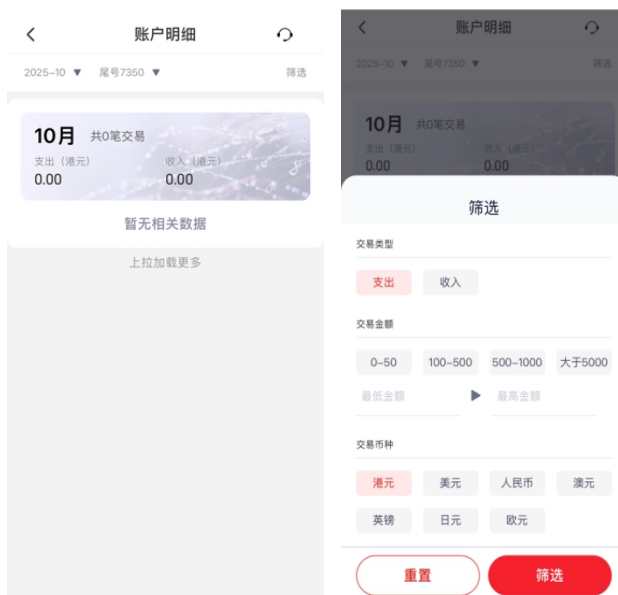 账户明细
2025-10 ▼ 尾号7350 ▼ 筛选
10月 共0笔交易
支出（港元） 收入（港元）
0.00 0.00
暂无相关数据
上拉加载更多
账户明细
2025-10 ▼ 尾号7350 ▼ 筛选
10月 共0笔交易
支出（港元） 收入（港元）
0.00 0.00
筛选
交易类型
支出 收入
交易金额
0-50 100-500 500-1000 大于5000
最低金额 ▶ 最高金额
交易币种
港元 美元 人民币 澳元
英镑 日元 欧元
重置 筛选